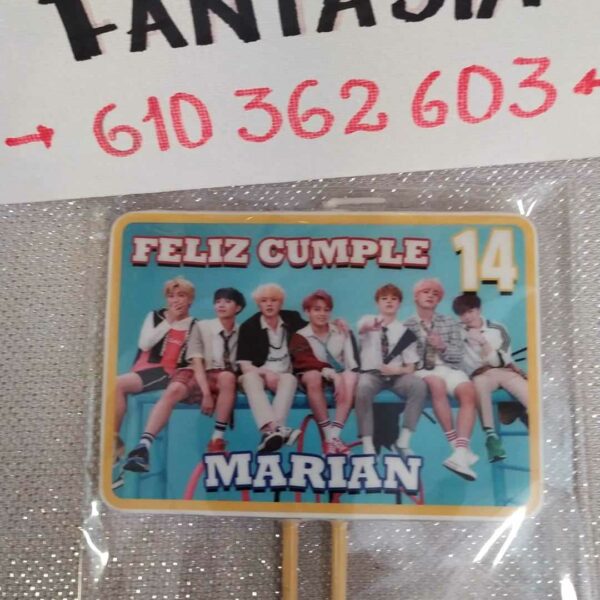 FANTASIA
→ 610 362 603 ←
FELIZ CUMPLE 14
MARIAN